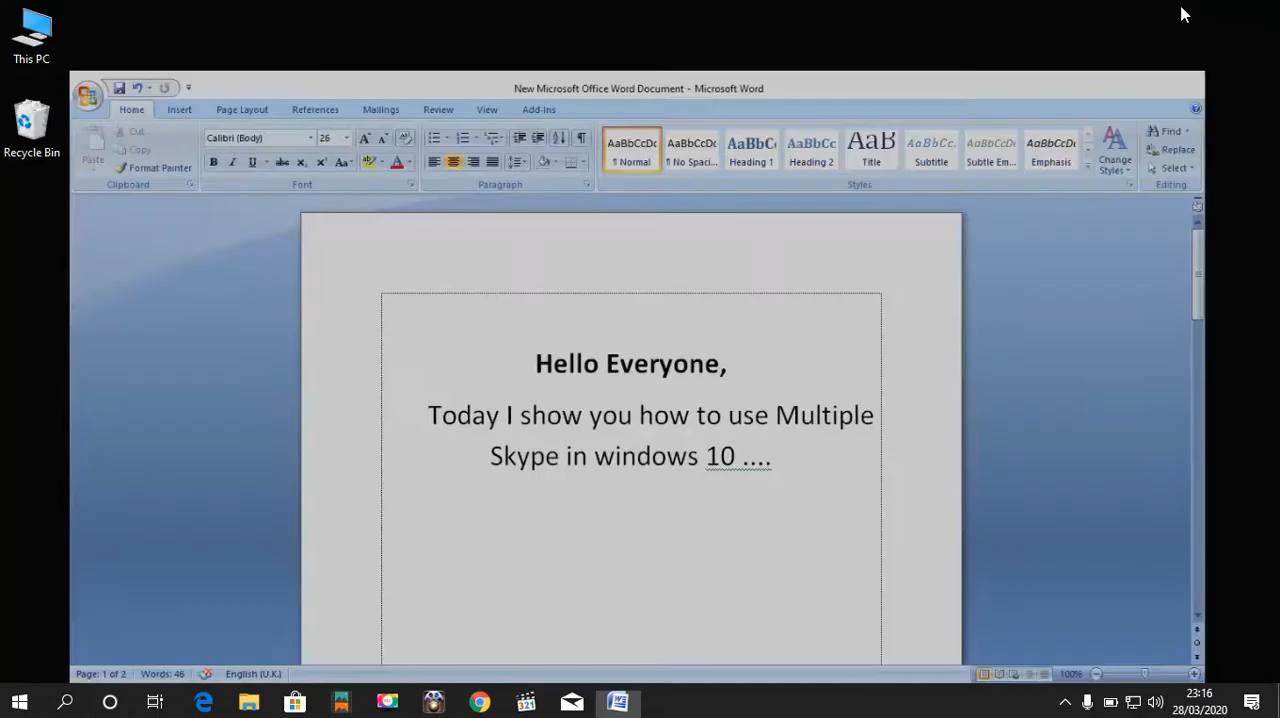 This PC
Recycle Bin
New Microsoft Office Word Document - Microsoft Word
Home Insert Page Layout References Mailings Review View Add-Ins
Paste
Cut
Copy
Format Painter
Clipboard
Calibri (Body) 26
Font
Paragraph
AaBbCcDc AaBbCcDc AaBbCc AaBbCc AaB AaBbCc. AaBbCcDc AaBbCcDc
¶ Normal ¶ No Spaci... Heading 1 Heading 2 Title Subtitle Subtle Em... Emphasis
Change Styles
Styles
Find
Replace
Select
Editing
Hello Everyone,
Today I show you how to use Multiple
Skype in windows 10 ....
Page: 1 of 2 Words: 46 English (U.K.) 100%
321
23:16
28/03/2020